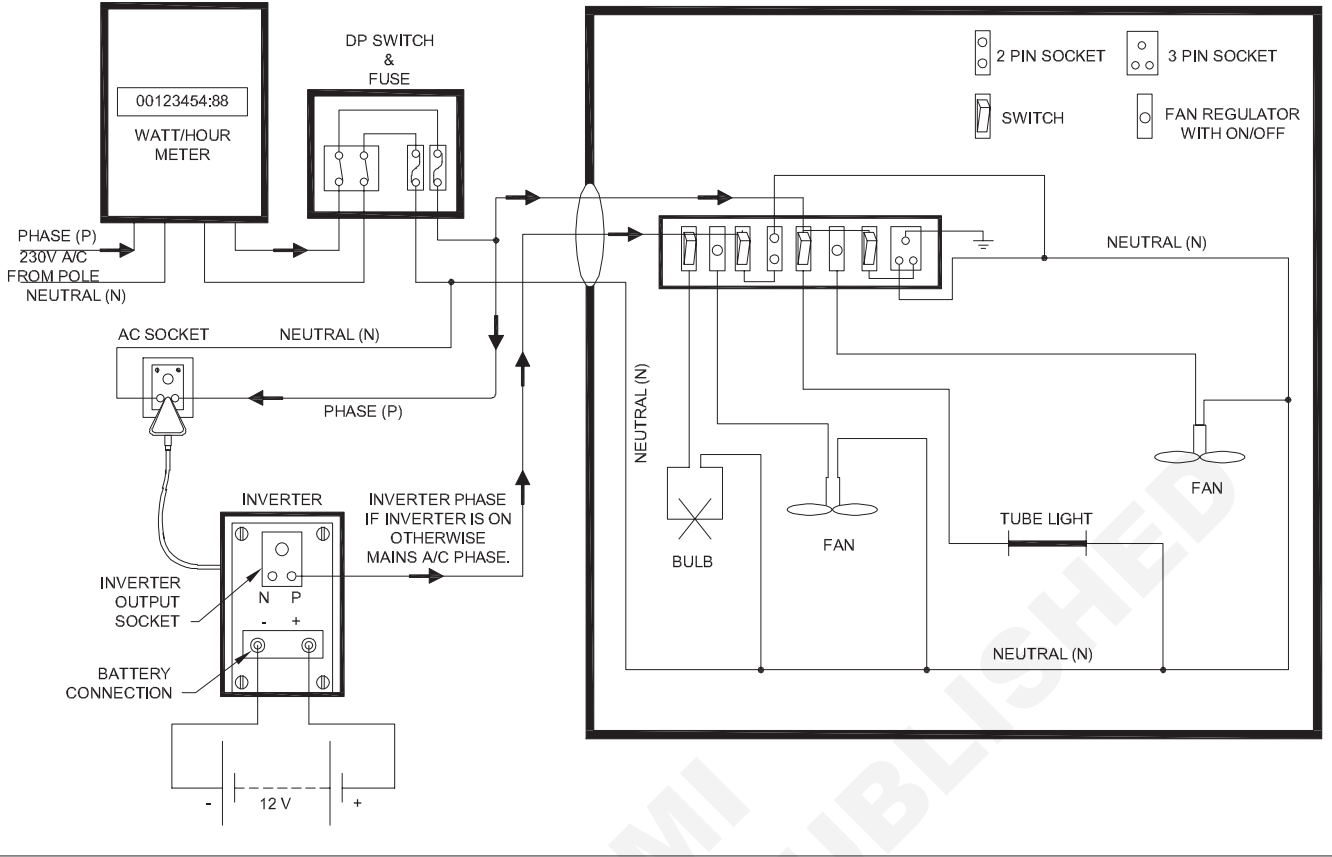 DP SWITCH
&
FUSE
00123454:88
WATT/HOUR
METER
PHASE (P)
230V A/C
FROM POLE
NEUTRAL (N)
2 PIN SOCKET
3 PIN SOCKET
SWITCH
FAN REGULATOR
WITH ON/OFF
NEUTRAL (N)
AC SOCKET
NEUTRAL (N)
PHASE (P)
NEUTRAL (N)
INVERTER
INVERTER PHASE
IF INVERTER IS ON
OTHERWISE
MAINS A/C PHASE.
INVERTER
OUTPUT
SOCKET
N P
- +
BATTERY
CONNECTION
- 12 V +
BULB
FAN
TUBE LIGHT
FAN
NEUTRAL (N)
MI
UBLISHED